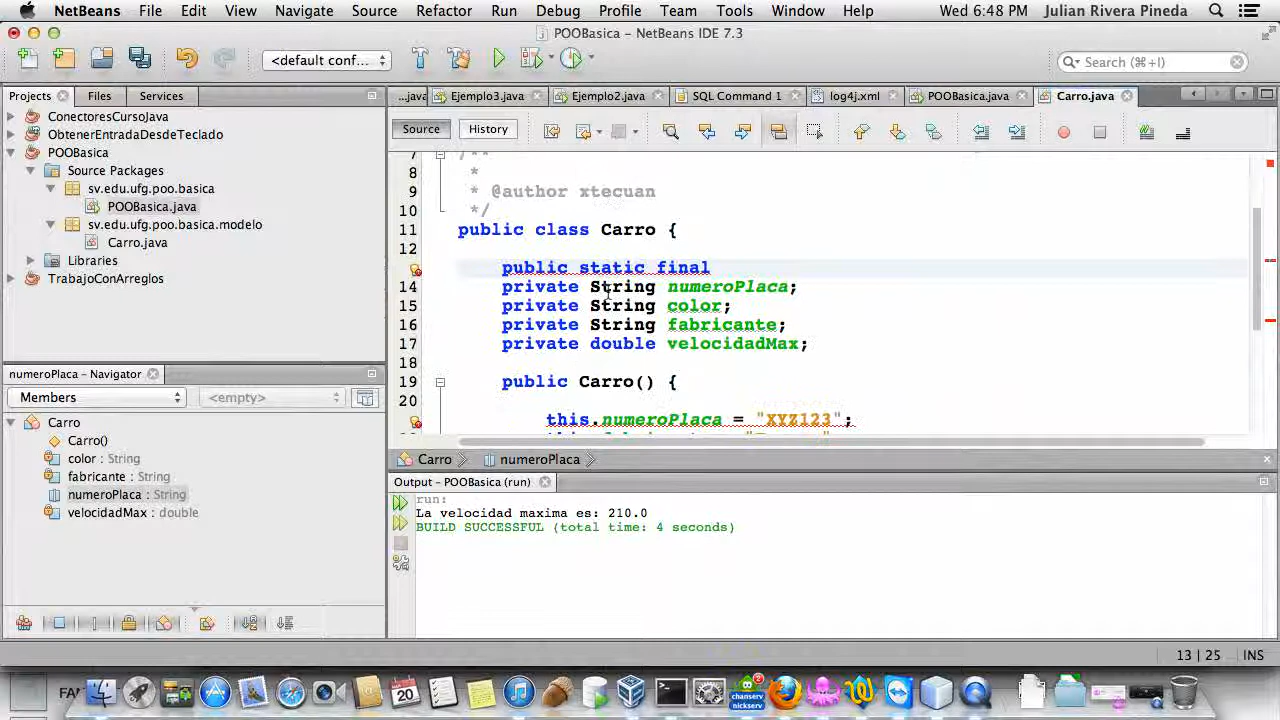 NetBeans File Edit View Navigate Source Refactor Run Debug Profile Team Tools Window Help Wed 6:48 PM Julian Rivera Pineda
POOBasica – NetBeans IDE 7.3
<default conf... Search (⌘+I)
Projects Files Services
...java Ejemplo3.java Ejemplo2.java SQL Command 1 log4j.xml POOBasica.java Carro.java
ConectoresCursoJava
ObtenerEntradaDesdeTeclado
POOBasica
Source Packages
sv.edu.ufg.poo.basica
POOBasica.java
sv.edu.ufg.poo.basica.modelo
Carro.java
Libraries
TrabajoConArreglos
Source History
7 /**
8 *
9 * @author xtecuan
10 */
11 public class Carro {
12
public static final
14 private String numeroPlaca;
15 private String color;
16 private String fabricante;
17 private double velocidadMax;
18
19 public Carro() {
20
this.numeroPlaca = "XYZ123";
numeroPlaca – Navigator
Members <empty>
Carro
Carro()
color : String
fabricante : String
numeroPlaca : String
velocidadMax : double
Carro numeroPlaca
Output – POOBasica (run)
run:
La velocidad maxima es: 210.0
BUILD SUCCESSFUL (total time: 4 seconds)
13 | 25 INS
FA
20
2
chanserv
nickserv